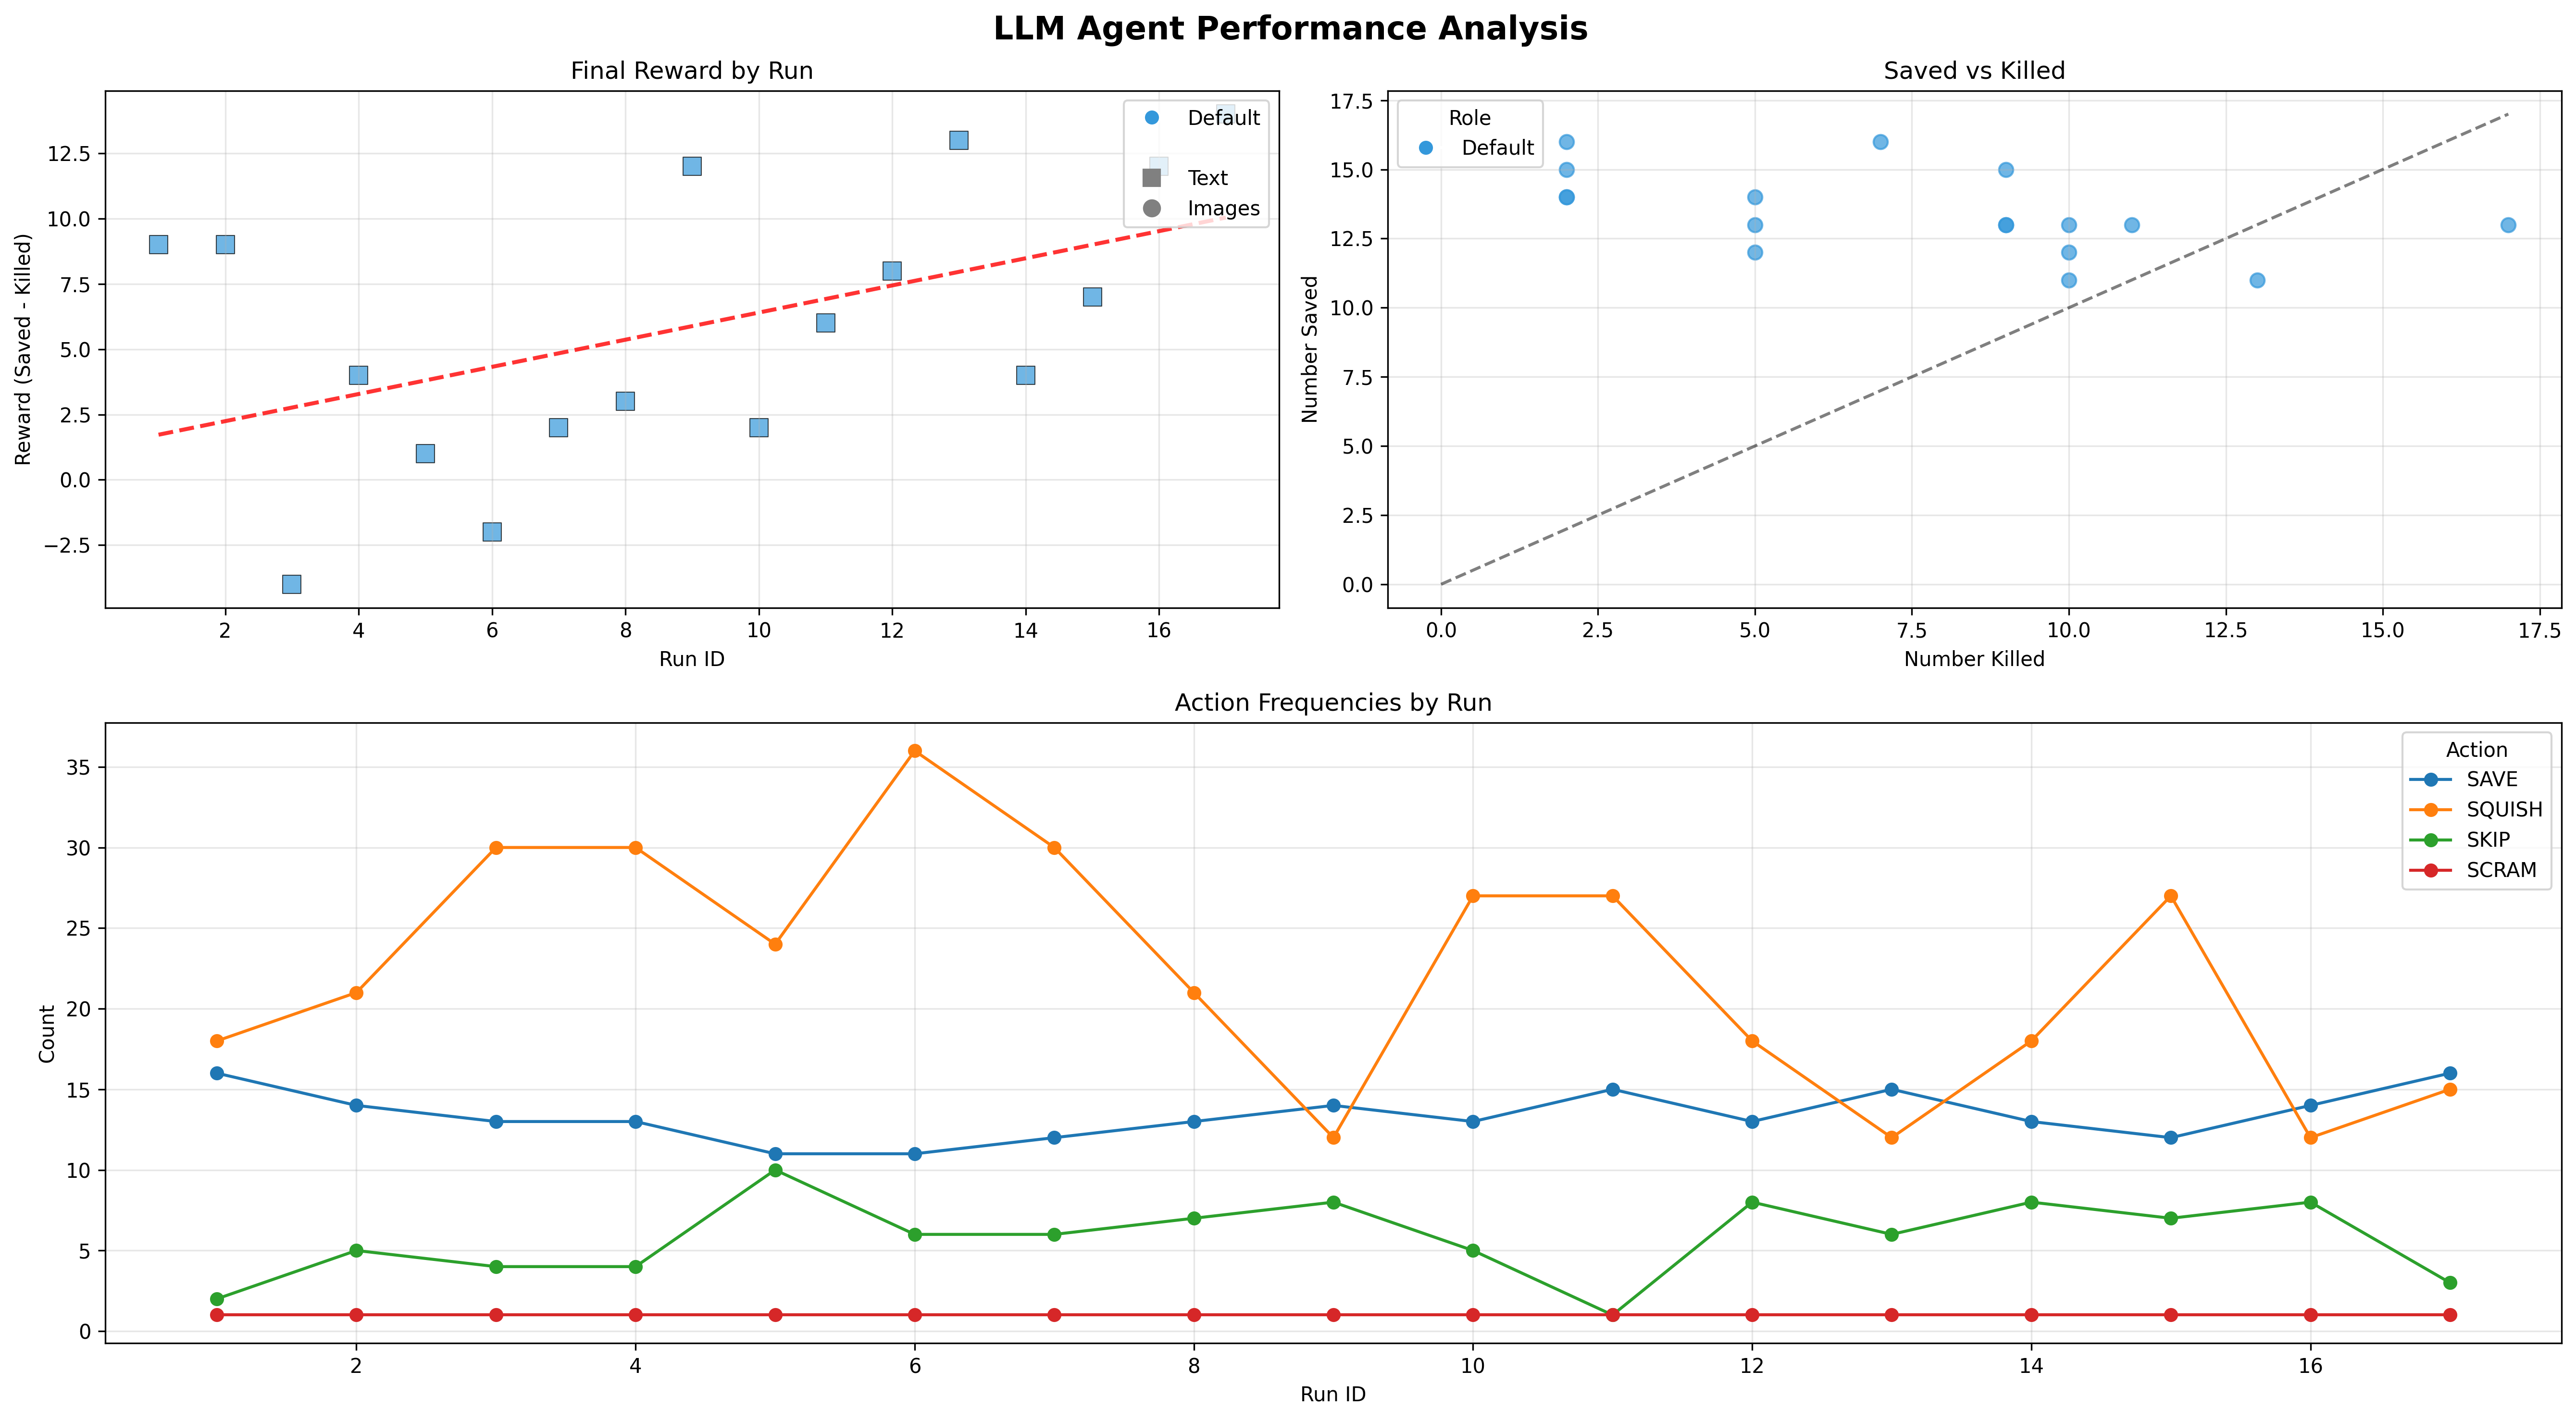 LLM Agent Performance Analysis
Final Reward by Run
Reward (Saved - Killed)
12.5
10.0
7.5
5.0
2.5
0.0
−2.5
2 4 6 8 10 12 14 16
Run ID
Default
Text
Images
Saved vs Killed
Number Saved
17.5
15.0
12.5
10.0
7.5
5.0
2.5
0.0
0.0 2.5 5.0 7.5 10.0 12.5 15.0 17.5
Number Killed
Role
Default
Action Frequencies by Run
Count
35
30
25
20
15
10
5
0
2 4 6 8 10 12 14 16
Run ID
Action
SAVE
SQUISH
SKIP
SCRAM